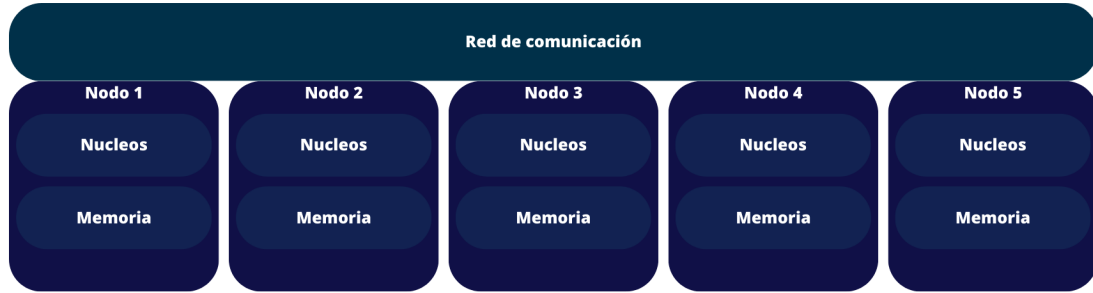 Red de comunicación
Nodo 1
Nodo 2
Nodo 3
Nodo 4
Nodo 5
Nucleos
Nucleos
Nucleos
Nucleos
Nucleos
Memoria
Memoria
Memoria
Memoria
Memoria